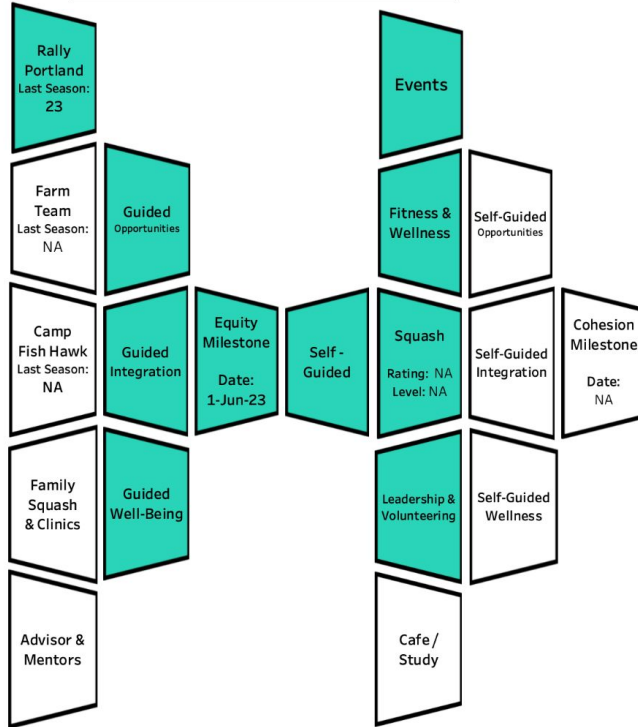 Rally
Portland
Last Season:
23
Farm
Team
Last Season:
NA
Camp
Fish Hawk
Last Season:
NA
Family
Squash
& Clinics
Advisor &
Mentors
Guided
Opportunities
Guided
Integration
Guided
Well-Being
Equity
Milestone
Date:
1-Jun-23
Self -
Guided
Events
Fitness &
Wellness
Squash
Rating: NA
Level: NA
Leadership &
Volunteering
Cafe /
Study
Self-Guided
Opportunities
Self-Guided
Integration
Self-Guided
Wellness
Cohesion
Milestone
Date:
NA